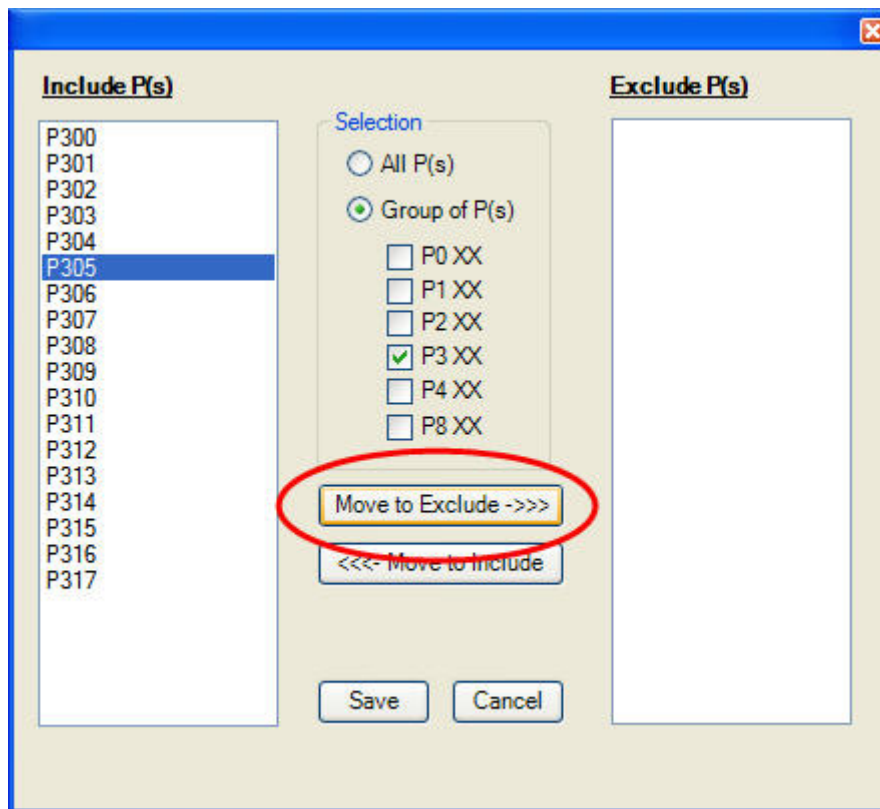 Include P(s)
P300
P301
P302
P303
P304
P305
P306
P307
P308
P309
P310
P311
P312
P313
P314
P315
P316
P317
Selection
All P(s)
Group of P(s)
P0 XX
P1 XX
P2 XX
P3 XX
P4 XX
P8 XX
Move to Exclude ->>>
<<<- Move to Include
Save
Cancel
Exclude P(s)